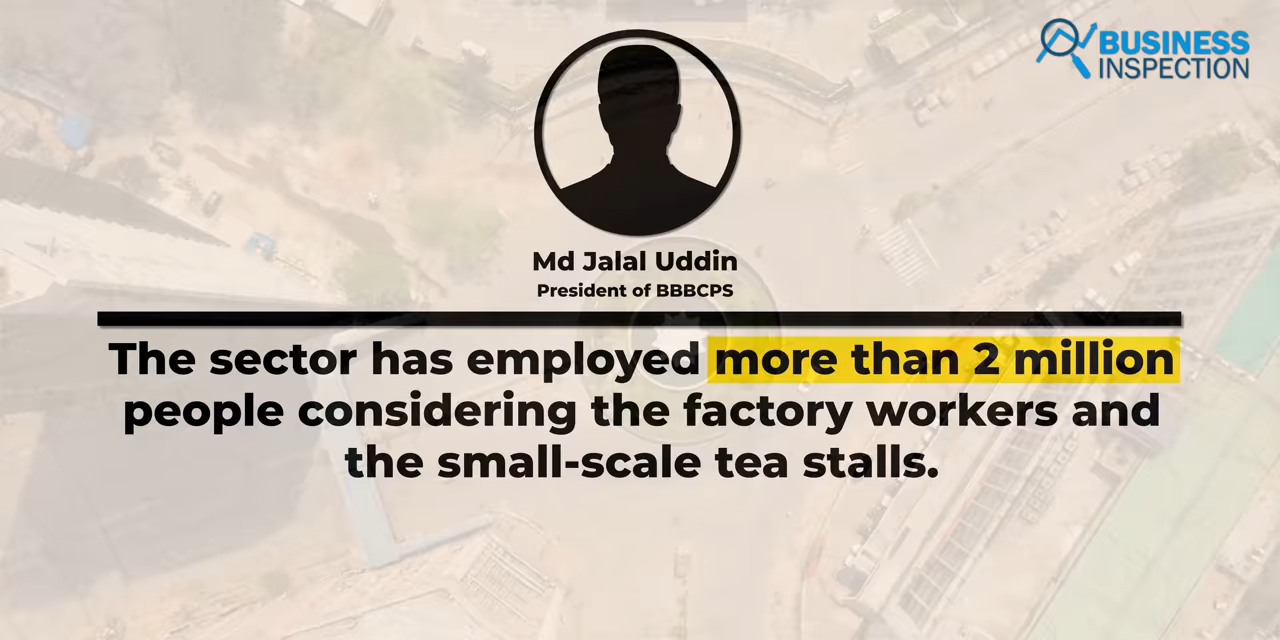 BUSINESS
INSPECTION
Md Jalal Uddin
President of BBBCPS
The sector has employed more than 2 million
people considering the factory workers and
the small-scale tea stalls.